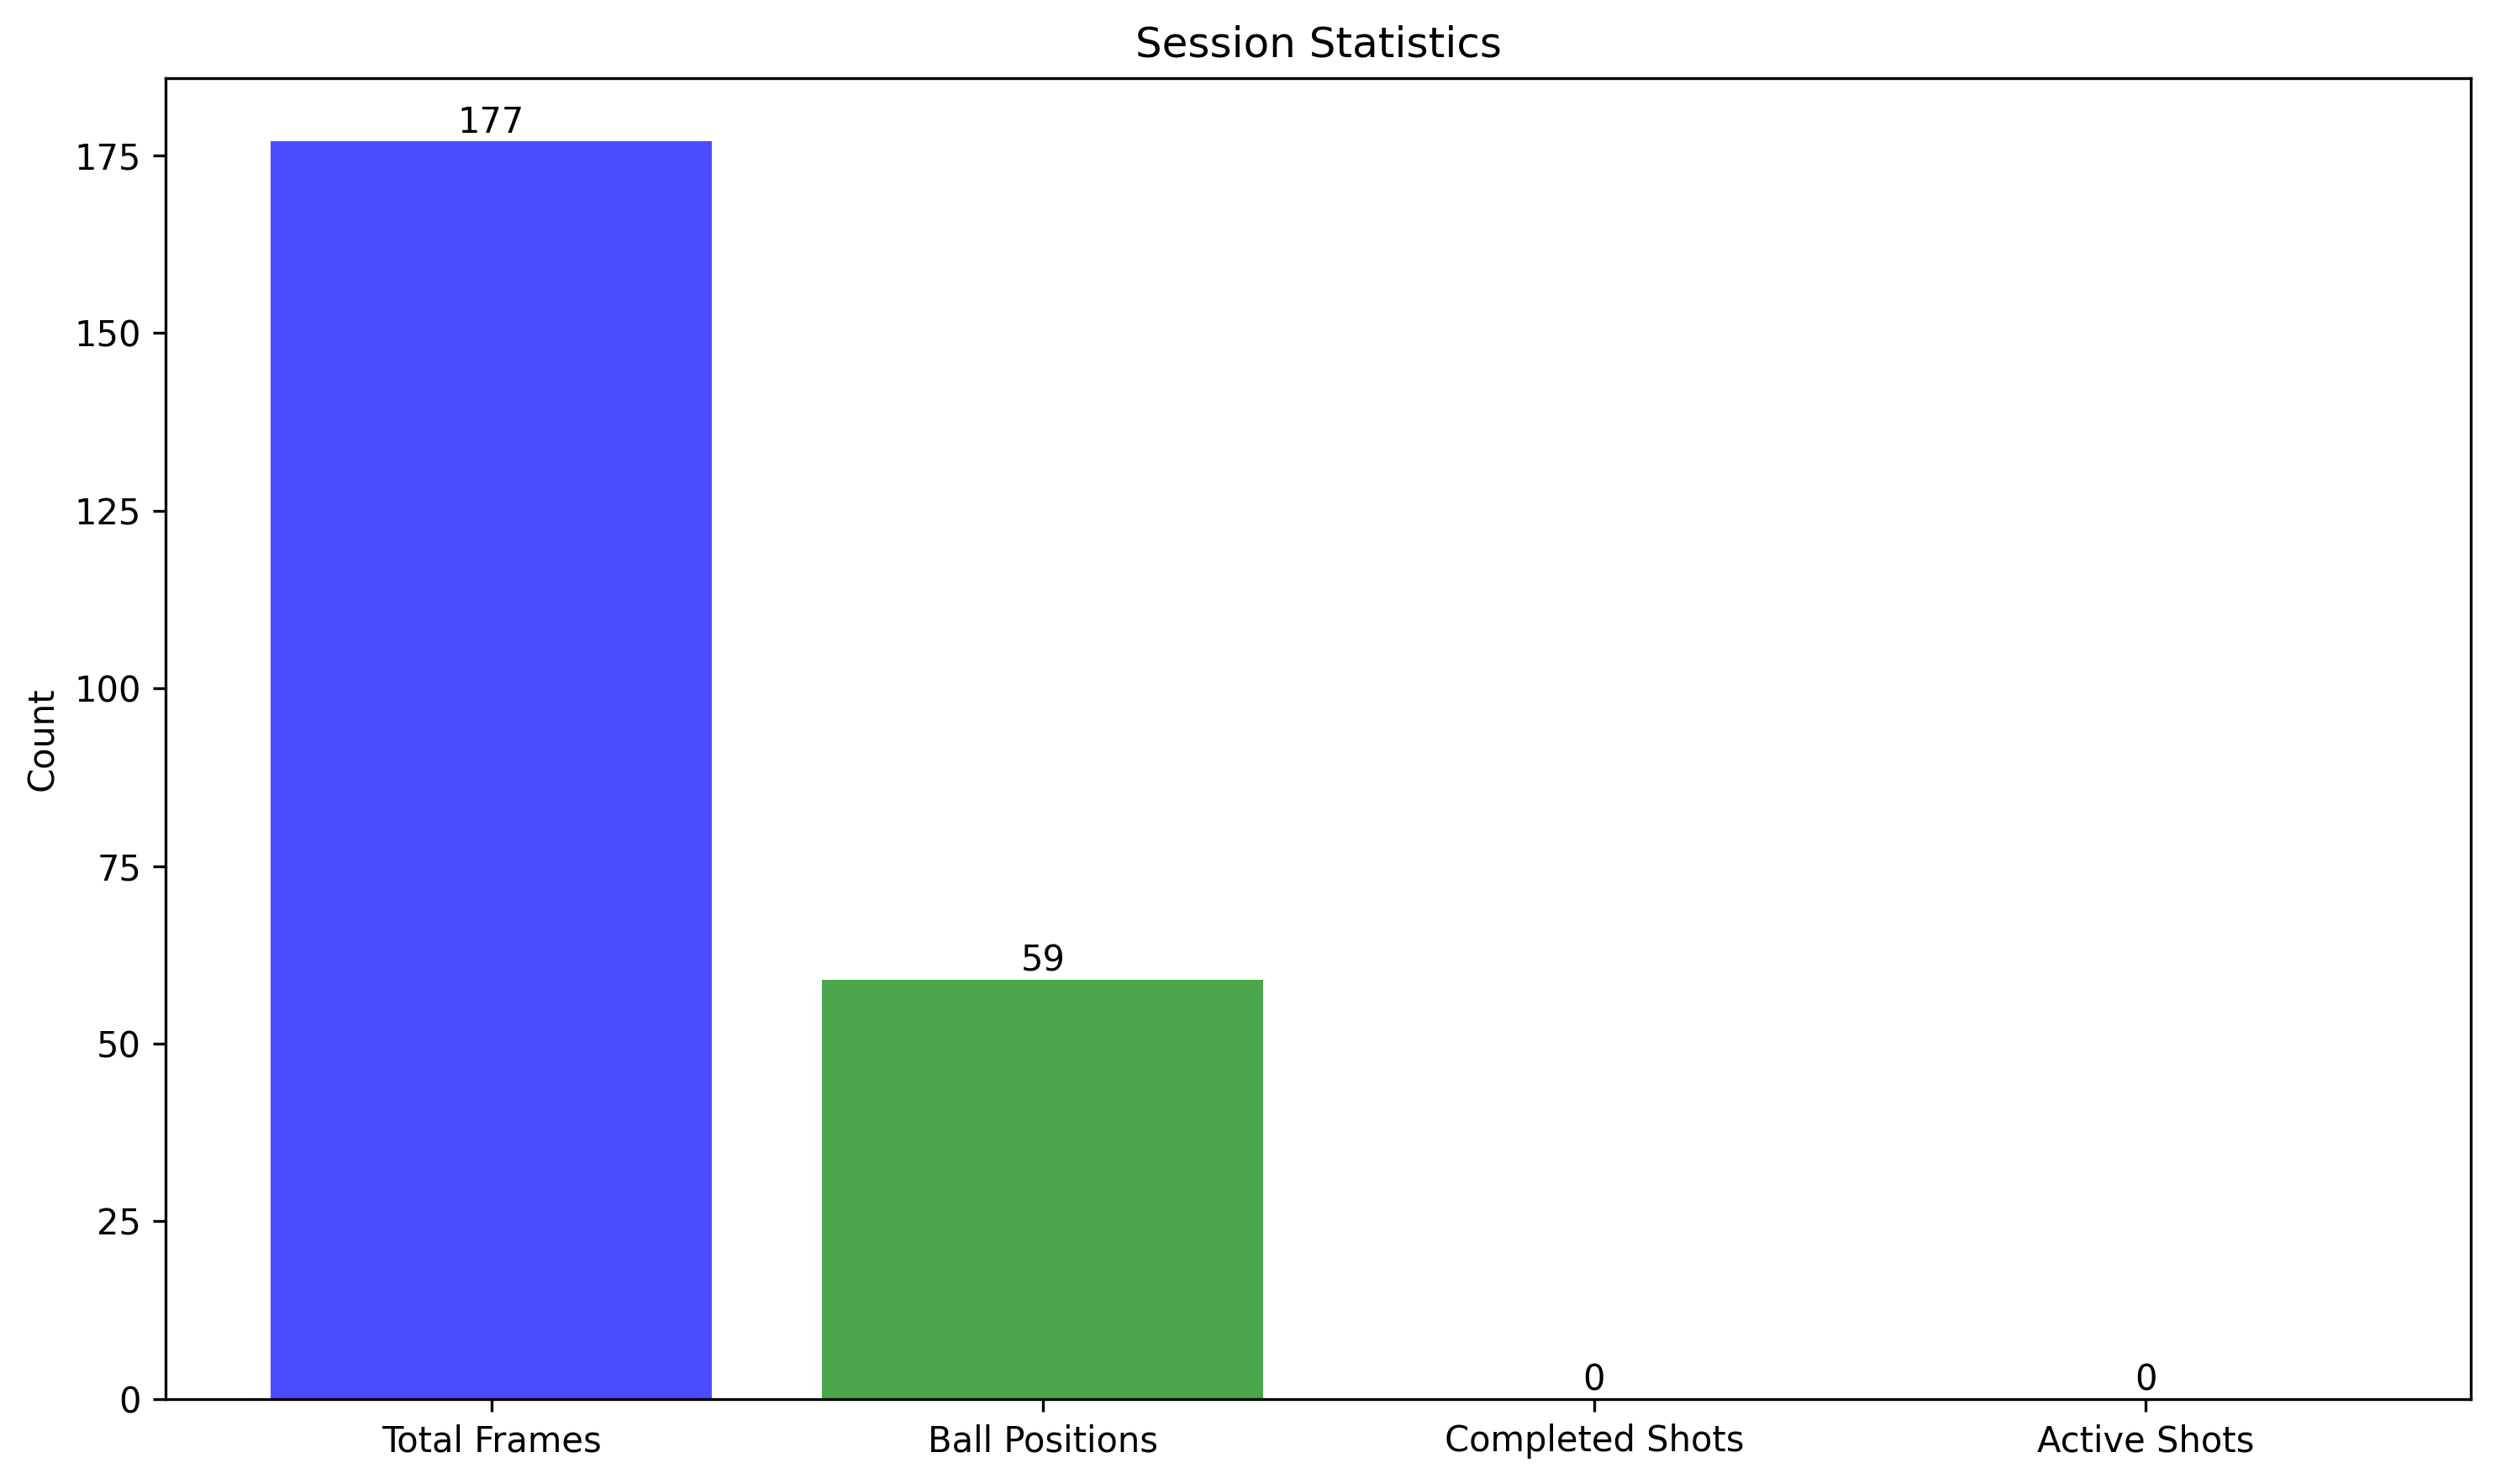 Session Statistics
177
175
150
125
100
75
59
50
25
0
0
0
Count
Total Frames
Ball Positions
Completed Shots
Active Shots